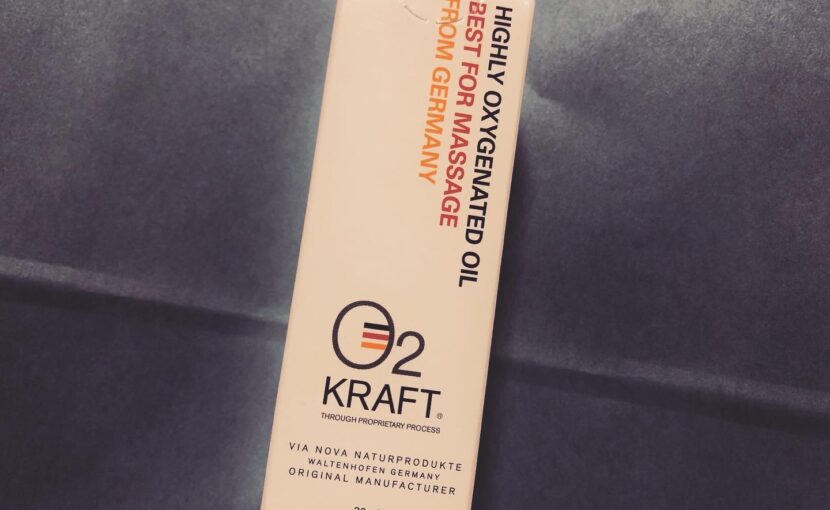 HIGHLY OXYGENATED OIL
BEST FOR MASSAGE
FROM GERMANY
O2
KRAFT®
THROUGH PROPRIETARY PROCESS
VIA NOVA NATURPRODUKTE
WALTENHOFEN GERMANY
ORIGINAL MANUFACTURER